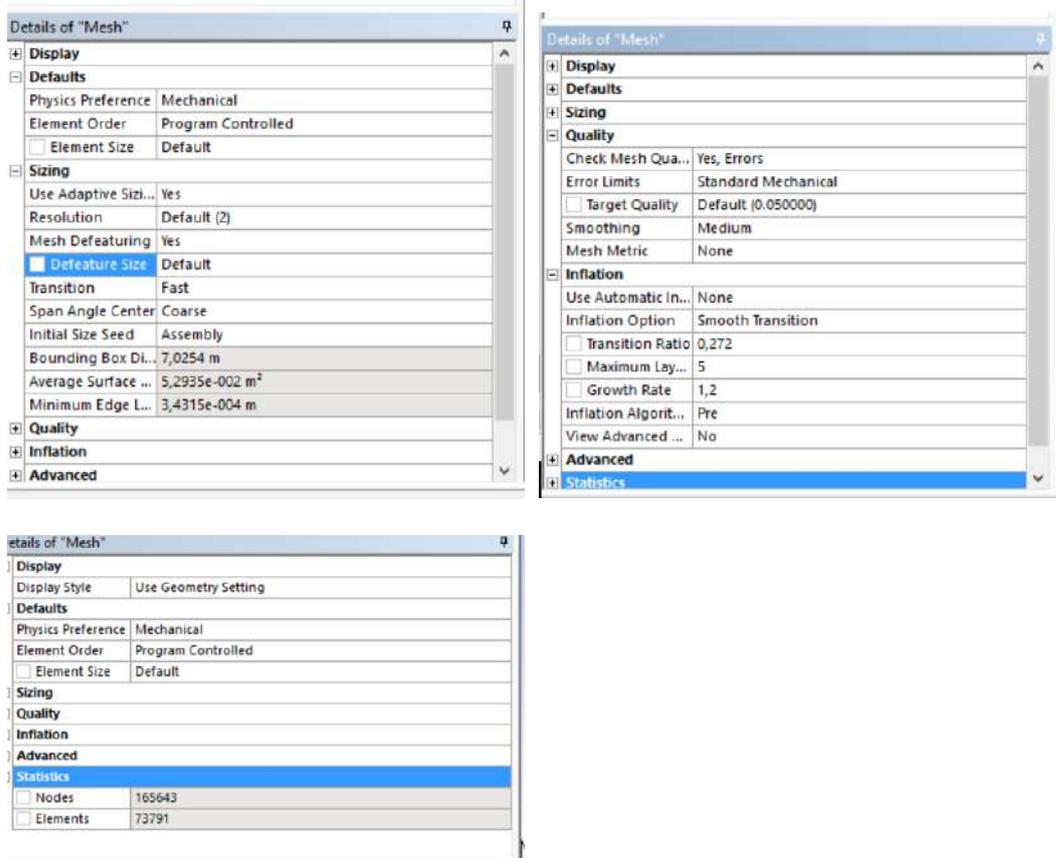 Details of "Mesh"
Display
Defaults
Physics Preference Mechanical
Element Order Program Controlled
Element Size Default
Sizing
Use Adaptive Sizi... Yes
Resolution Default (2)
Mesh Defeaturing Yes
Defeature Size Default
Transition Fast
Span Angle Center Coarse
Initial Size Seed Assembly
Bounding Box Di... 7,0254 m
Average Surface ... 5,2935e-002 m²
Minimum Edge L... 3,4315e-004 m
Quality
Inflation
Advanced
Details of "Mesh"
Display
Defaults
Sizing
Quality
Check Mesh Qua... Yes, Errors
Error Limits Standard Mechanical
Target Quality Default (0.050000)
Smoothing Medium
Mesh Metric None
Inflation
Use Automatic In... None
Inflation Option Smooth Transition
Transition Ratio 0,272
Maximum Lay... 5
Growth Rate 1,2
Inflation Algorit... Pre
View Advanced ... No
Advanced
Statistics
etails of "Mesh"
Display
Display Style Use Geometry Setting
Defaults
Physics Preference Mechanical
Element Order Program Controlled
Element Size Default
Sizing
Quality
Inflation
Advanced
Statistics
Nodes 165643
Elements 73791